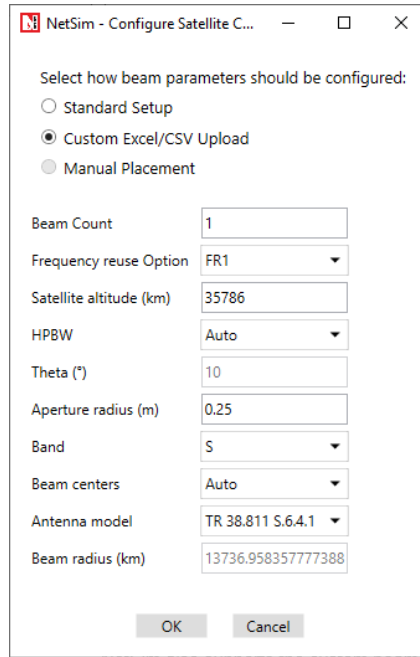 NetSim - Configure Satellite C...
Select how beam parameters should be configured:
Standard Setup
Custom Excel/CSV Upload
Manual Placement
Beam Count 1
Frequency reuse Option FR1
Satellite altitude (km) 35786
HPBW Auto
Theta (°) 10
Aperture radius (m) 0.25
Band S
Beam centers Auto
Antenna model TR 38.811 S.6.4.1
Beam radius (km) 13736.958357777388
OK Cancel